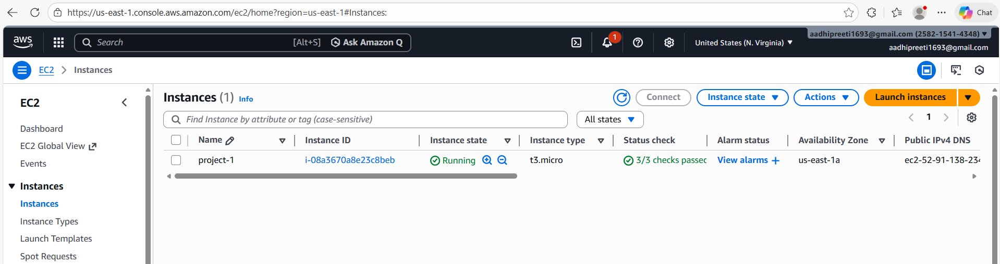 https://us-east-1.console.aws.amazon.com/ec2/home?region=us-east-1#Instances:
Chat
aws
Search [Alt+S] Ask Amazon Q
1
United States (N. Virginia)
aadhipreeti1693@gmail.com (2582-1541-4348)
aadhipreeti1693@gmail.com
EC2 Instances
EC2
Dashboard
EC2 Global View
Events
Instances
Instances
Instance Types
Launch Templates
Spot Requests
Instances (1) Info
Connect Instance state Actions Launch instances
Find Instance by attribute or tag (case-sensitive) All states 1
Name Instance ID Instance state Instance type Status check Alarm status Availability Zone Public IPv4 DNS
project-1 i-08a3670a8e23c8beb Running t3.micro 3/3 checks passed View alarms us-east-1a ec2-52-91-138-234